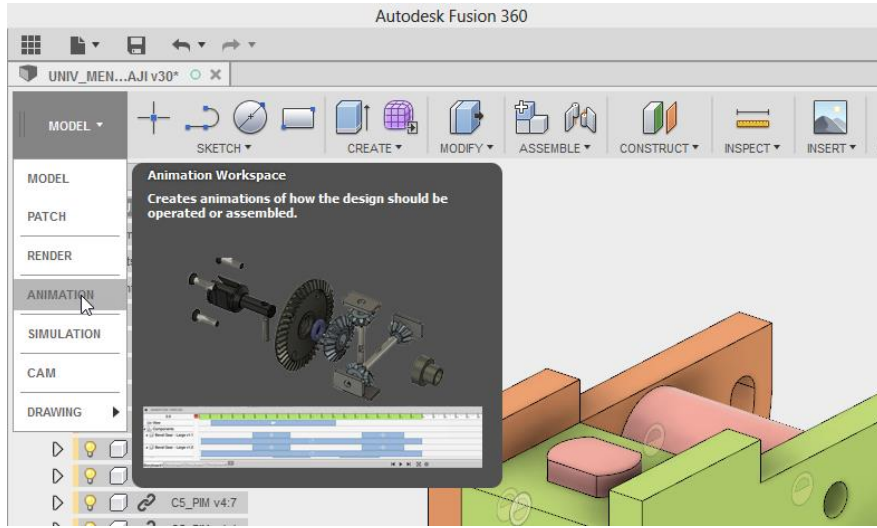 Autodesk Fusion 360
UNIV_MEN...AJI v30*
MODEL
SKETCH
CREATE
MODIFY
ASSEMBLE
CONSTRUCT
INSPECT
INSERT
MODEL
PATCH
RENDER
ANIMATION
SIMULATION
CAM
DRAWING
Animation Workspace
Creates animations of how the design should be
operated or assembled.
C5_PIM v4:7